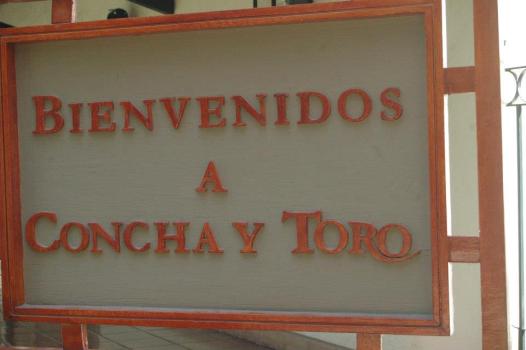 BIENVENIDOS
A
CONCHA Y TORO